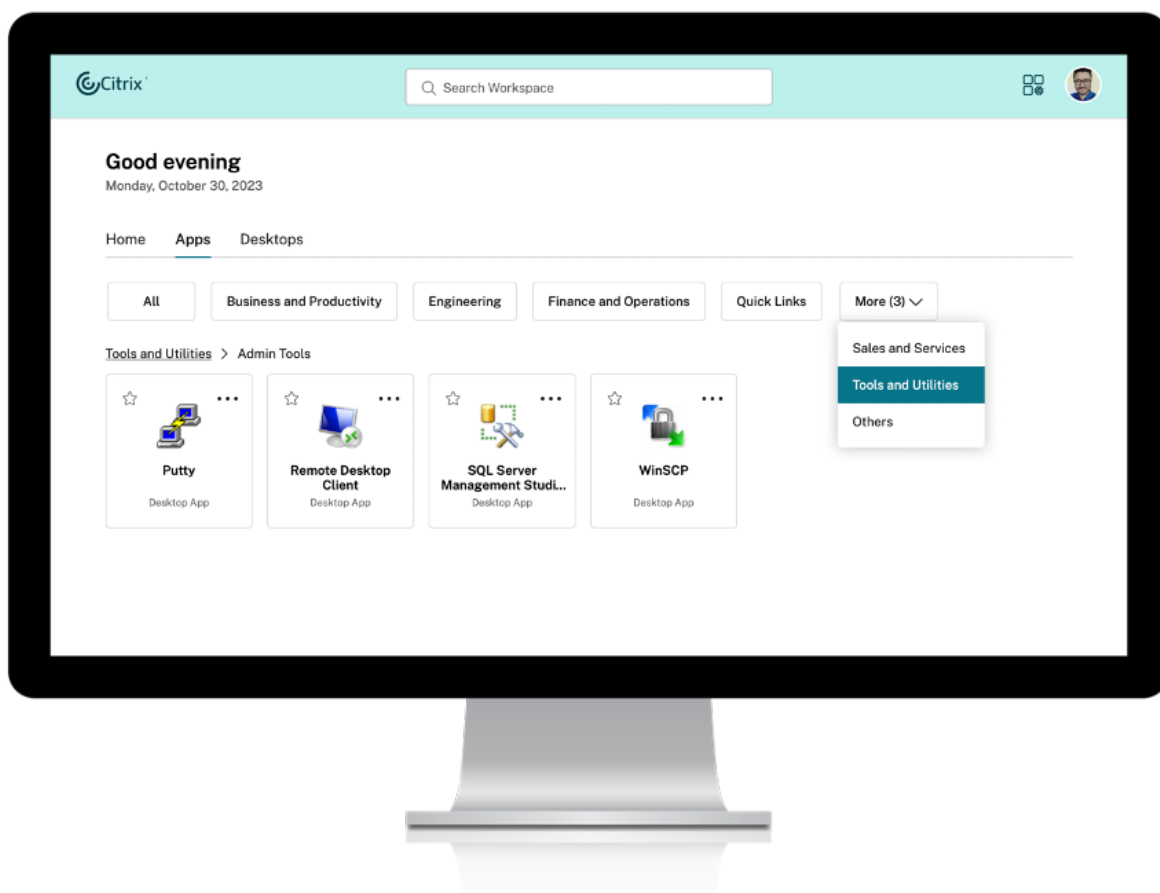 Citrix
Search Workspace
Good evening
Monday, October 30, 2023
Home Apps Desktops
All Business and Productivity Engineering Finance and Operations Quick Links More (3)
Sales and Services
Tools and Utilities
Others
Tools and Utilities > Admin Tools
Putty
Desktop App
Remote Desktop
Client
Desktop App
SQL Server
Management Studi...
Desktop App
WinSCP
Desktop App